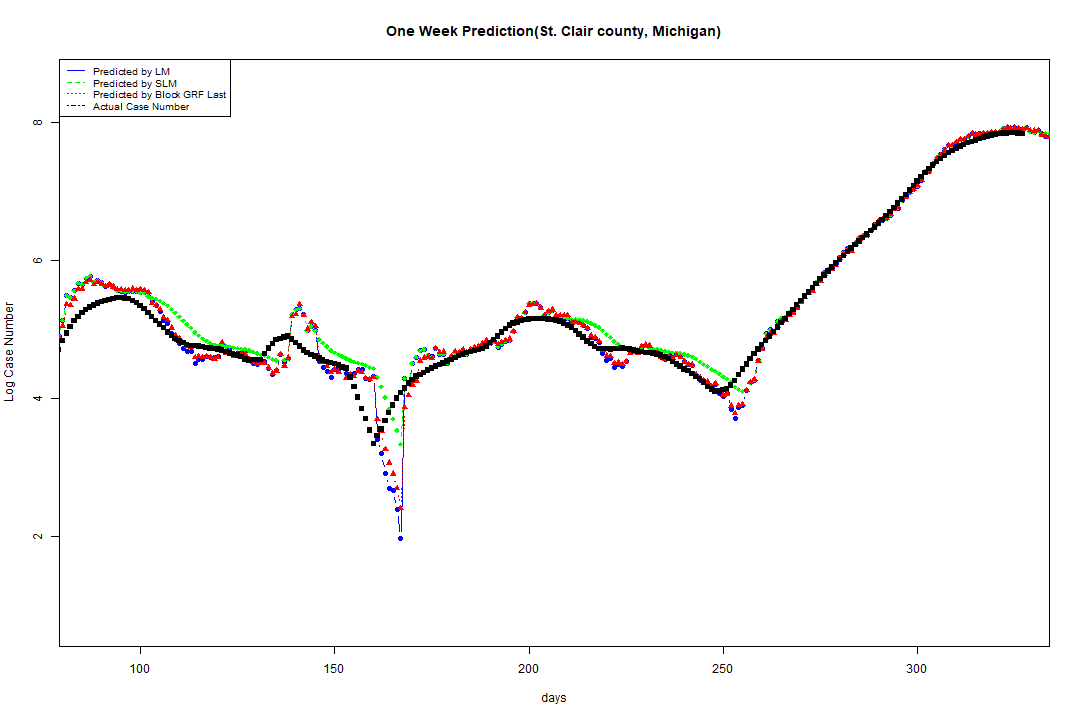 One Week Prediction(St. Clair county, Michigan)
Predicted by LM
Predicted by SLM
Predicted by Block GRF Last
Actual Case Number
8
6
4
2
Log Case Number
100 150 200 250 300
days